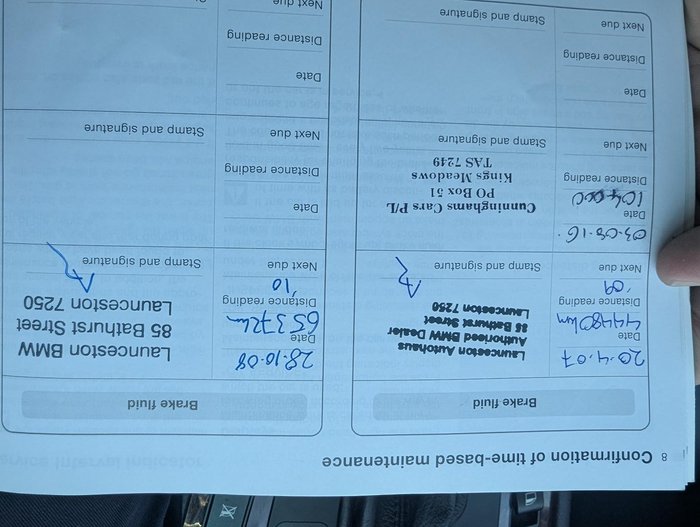 8 Confirmation of time-based maintenance
Brake fluid
20.4.07
Date
44480km
Distance reading
'09
Next due
Launceston Autohaus
Authorised BMW Dealer
85 Bathurst Street
Launceston 7250
Stamp and signature
03-08-16.
Date
104000
Distance reading
Next due
Cunninghams Cars P/L
PO Box 51
Kings Meadows
TAS 7249
Stamp and signature
Date
Distance reading
Next due
Stamp and signature
Brake fluid
28.10.08
Date
65372km
Distance reading
'10
Next due
Launceston BMW
85 Bathurst Street
Launceston 7250
Stamp and signature
Date
Distance reading
Next due
Stamp and signature
Date
Distance reading
Next due